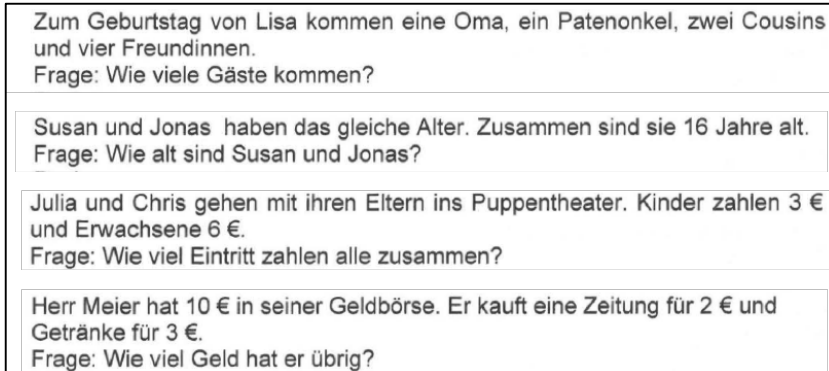 Zum Geburtstag von Lisa kommen eine Oma, ein Patenonkel, zwei Cousins
und vier Freundinnen.
Frage: Wie viele Gäste kommen?
Susan und Jonas haben das gleiche Alter. Zusammen sind sie 16 Jahre alt.
Frage: Wie alt sind Susan und Jonas?
Julia und Chris gehen mit ihren Eltern ins Puppentheater. Kinder zahlen 3 €
und Erwachsene 6 €.
Frage: Wie viel Eintritt zahlen alle zusammen?
Herr Meier hat 10 € in seiner Geldbörse. Er kauft eine Zeitung für 2 € und
Getränke für 3 €.
Frage: Wie viel Geld hat er übrig?